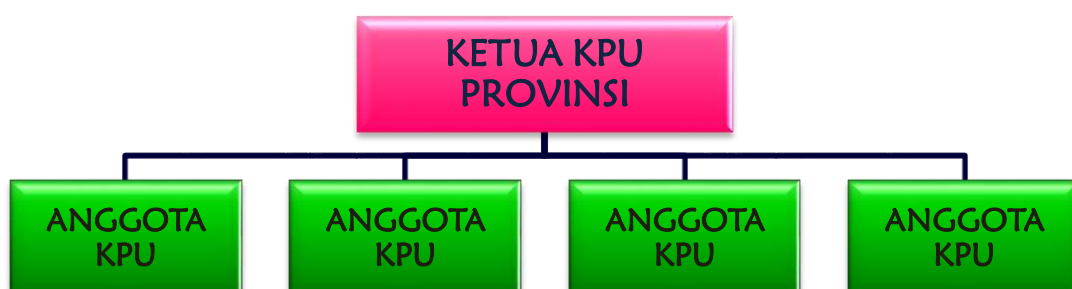 KETUA KPU
PROVINSI
ANGGOTA
KPU
ANGGOTA
KPU
ANGGOTA
KPU
ANGGOTA
KPU